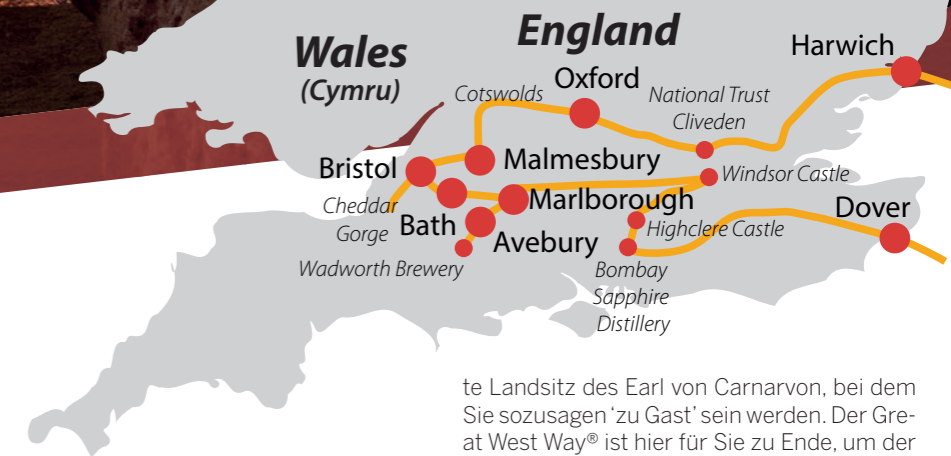 England
Wales
(Cymru)
Harwich
Oxford
Cotswolds
National Trust
Cliveden
Bristol
Malmesbury
Windsor Castle
Cheddar
Gorge
Bath
Marlborough
Dover
Highclere Castle
Avebury
Wadworth Brewery
Bombay
Sapphire
Distillery
te Landsitz des Earl von Carnarvon, bei dem
Sie sozusagen ‘zu Gast’ sein werden. Der Gre-
at West Way® ist hier für Sie zu Ende, um der